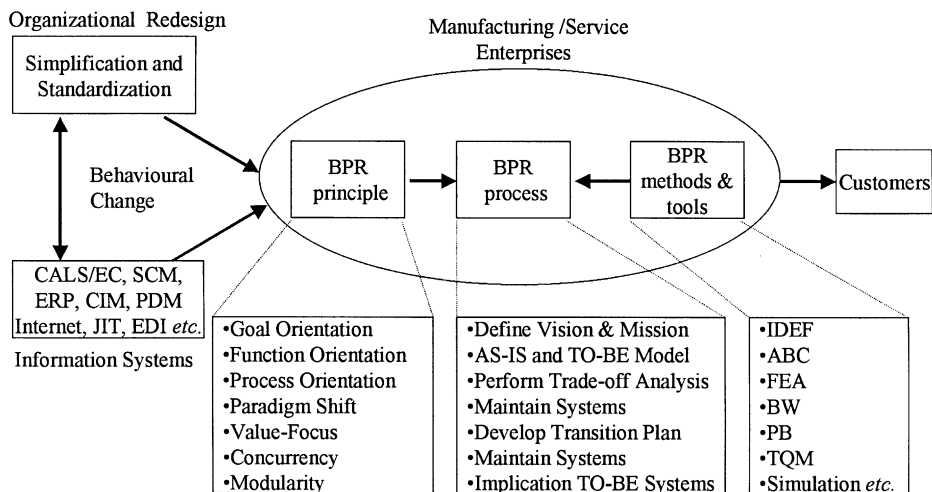 Organizational Redesign
Simplification and
Standardization
Manufacturing /Service
Enterprises
Behavioural
Change
BPR
principle
BPR
process
BPR
methods &
tools
Customers
CALS/EC, SCM,
ERP, CIM, PDM
Internet, JIT, EDI etc.
Information Systems
•Goal Orientation
•Function Orientation
•Process Orientation
•Paradigm Shift
•Value-Focus
•Concurrency
•Modularity
•Define Vision & Mission
•AS-IS and TO-BE Model
•Perform Trade-off Analysis
•Maintain Systems
•Develop Transition Plan
•Maintain Systems
•Implication TO-BE Systems
•IDEF
•ABC
•FEA
•BW
•PB
•TQM
•Simulation etc.